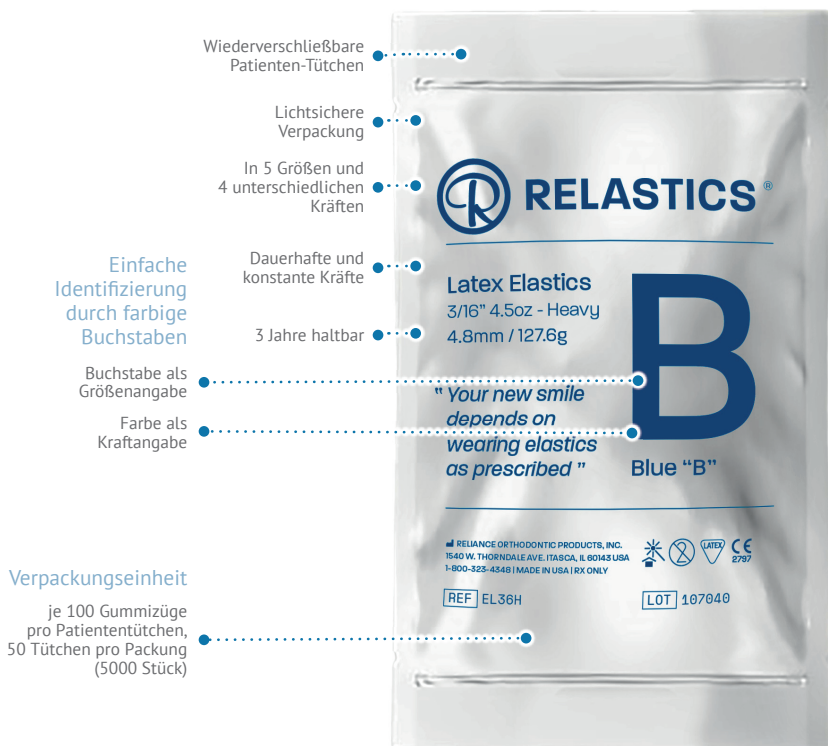 Wiederverschließbare
Patienten-Tütchen
Lichtsichere
Verpackung
In 5 Größen und
4 unterschiedlichen
Kräften
Dauerhafte und
konstante Kräfte
3 Jahre haltbar
Einfache
Identifizierung
durch farbige
Buchstaben
Buchstabe als
Größenangabe
Farbe als
Kraftangabe
Verpackungseinheit
je 100 Gummizüge
pro Patiententütchen,
50 Tütchen pro Packung
(5000 Stück)
R RELASTICS®
Latex Elastics
3/16” 4.5oz - Heavy
4.8mm / 127.6g
B
Blue “B”
" Your new smile
depends on
wearing elastics
as prescribed ”
RELIANCE ORTHODONTIC PRODUCTS, INC.
1540 W. THORNDALE AVE. ITASCA, IL 60143 USA
1-800-323-4348 | MADE IN USA | RX ONLY
2 LATEX CE
2797
REF EL36H
LOT 107040